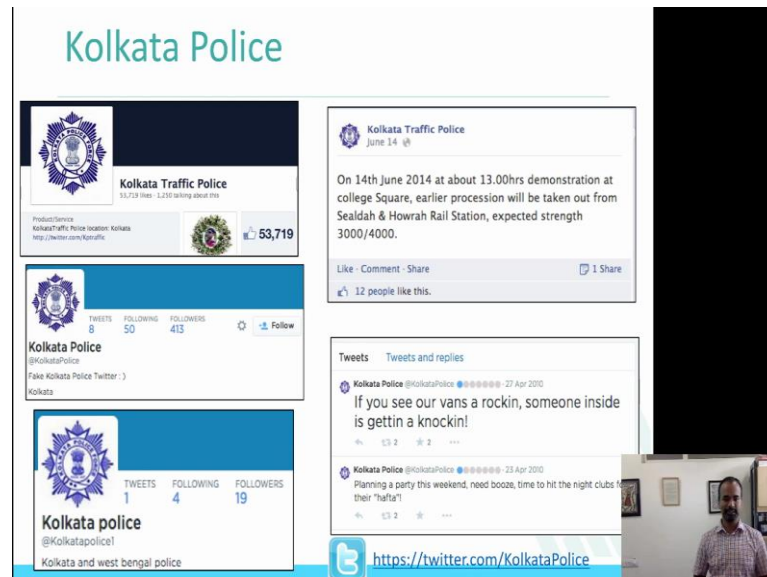 Kolkata Police
Kolkata Traffic Police
53,719 likes · 1,250 talking about this
Product/Service
KolkataTraffic Police location: Kolkata
http://twitter.com/Kptraffic
53,719
TWEETS FOLLOWING FOLLOWERS
8 50 413
Follow
Kolkata Police
@KolkataPolice
Fake Kolkata Police Twitter : )
Kolkata
TWEETS FOLLOWING FOLLOWERS
1 4 19
Kolkata police
@Kolkatapolice1
Kolkata and west bengal police
Kolkata Traffic Police
June 14
On 14th June 2014 at about 13.00hrs demonstration at
college Square, earlier procession will be taken out from
Sealdah & Howrah Rail Station, expected strength
3000/4000.
Like · Comment · Share 1 Share
12 people like this.
Tweets Tweets and replies
Kolkata Police @KolkataPolice · 27 Apr 2010
If you see our vans a rockin, someone inside
is gettin a knockin!
2 2
Kolkata Police @KolkataPolice · 23 Apr 2010
Planning a party this weekend, need booze, time to hit the night clubs
their "hafta"!
2
https://twitter.com/KolkataPolice